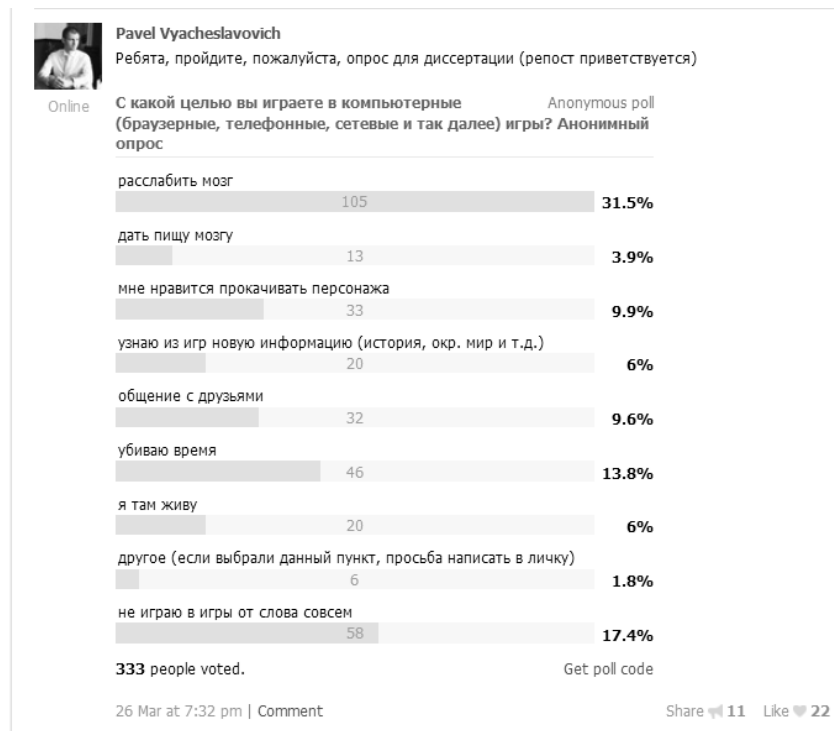 Pavel Vyacheslavovich
Ребята, пройдите, пожалуйста, опрос для диссертации (репост приветствуется)
Online
С какой целью вы играете в компьютерные Anonymous poll
(браузерные, телефонные, сетевые и так далее) игры? Анонимный
опрос
расслабить мозг
105 31.5%
дать пищу мозгу
13 3.9%
мне нравится прокачивать персонажа
33 9.9%
узнаю из игр новую информацию (история, окр. мир и т.д.)
20 6%
общение с друзьями
32 9.6%
убиваю время
46 13.8%
я там живу
20 6%
другое (если выбрали данный пункт, просьба написать в личку)
6 1.8%
не играю в игры от слова совсем
58 17.4%
333 people voted. Get poll code
26 Mar at 7:32 pm | Comment Share 11 Like 22